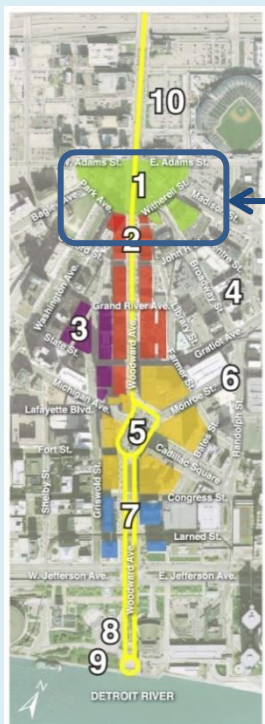 10
W. Adams St.
E. Adams St.
1
Park Ave.
Witherell St.
Madison St.
Bagley Ave.
2
John R
Broadway St.
4
Washington Ave.
Grand River Ave.
Library St.
3
State St.
Woodward Ave.
Farmer St.
Gratiot Ave.
6
Michigan Ave.
Monroe St.
Lafayette Blvd.
5
Bates St.
Randolph St.
Fort St.
Cadillac Square
Shelby St.
Griswold St.
7
Congress St.
Larned St.
W. Jefferson Ave.
E. Jefferson Ave.
Woodward Ave.
8
9
N
DETROIT RIVER